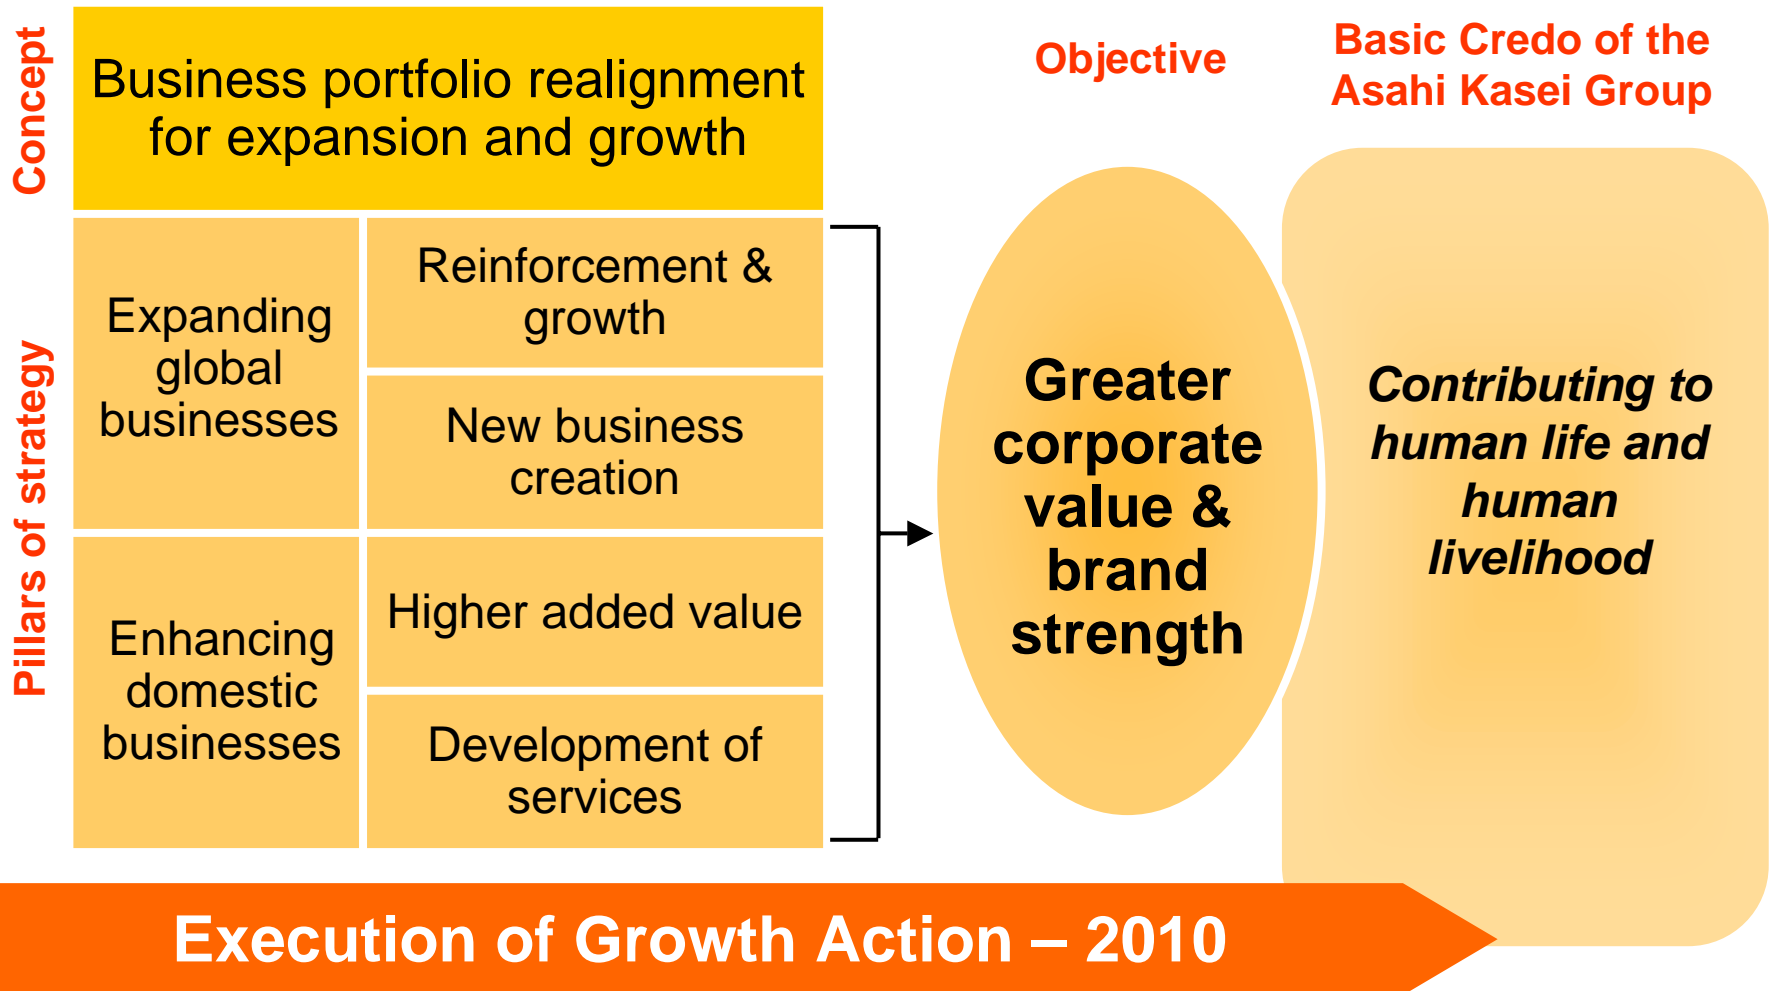 Concept
Business portfolio realignment
for expansion and growth
Pillars of strategy
Expanding
global
businesses
Reinforcement &
growth
New business
creation
Enhancing
domestic
businesses
Higher added value
Development of
services
Objective
Greater
corporate
value &
brand
strength
Basic Credo of the
Asahi Kasei Group
Contributing to
human life and
human
livelihood
Execution of Growth Action – 2010